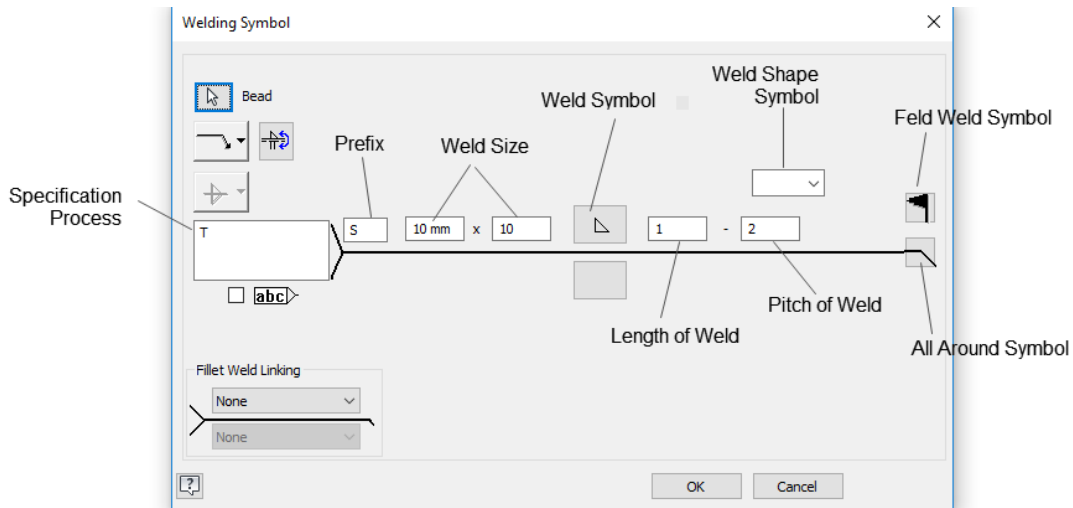 Welding Symbol
Bead
Weld Shape
Symbol
Weld Symbol
Feld Weld Symbol
Prefix
Weld Size
Specification
Process
T
S
10 mm x 10
1 - 2
abc
Pitch of Weld
Length of Weld
All Around Symbol
Fillet Weld Linking
None
None
?
OK
Cancel